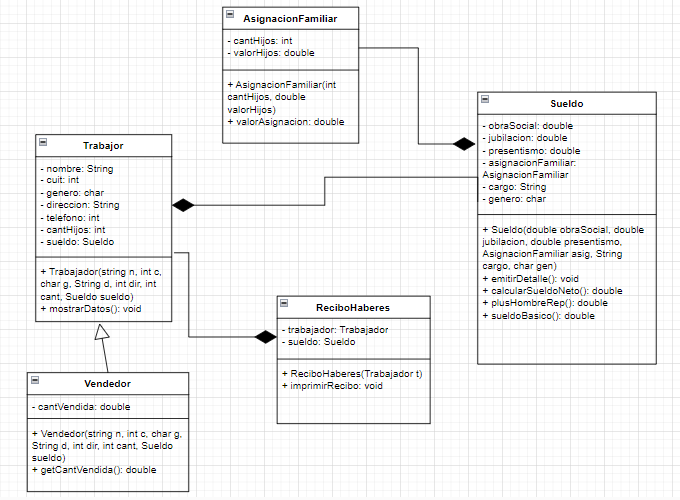 AsignacionFamiliar
- cantHijos: int
- valorHijos: double
+ AsignacionFamiliar(int
cantHijos, double
valorHijos)
+ valorAsignacion: double
Sueldo
- obraSocial: double
- jubilacion: double
- presentismo: double
- asignacionFamiliar:
AsignacionFamiliar
- cargo: String
- genero: char
+ Sueldo(double obraSocial, double
jubilacion, double presentismo,
AsignacionFamiliar asig, String
cargo, char gen)
+ emitirDetalle(): void
+ calcularSueldoNeto(): double
+ plusHombreRep(): double
+ sueldoBasico(): double
Trabajor
- nombre: String
- cuit: int
- genero: char
- direccion: String
- telefono: int
- cantHijos: int
- sueldo: Sueldo
+ Trabajador(string n, int c,
char g, String d, int dir, int
cant, Sueldo sueldo)
+ mostrarDatos(): void
ReciboHaberes
- trabajador: Trabajador
- sueldo: Sueldo
+ ReciboHaberes(Trabajador t)
+ imprimirRecibo: void
Vendedor
- cantVendida: double
+ Vendedor(string n, int c, char g,
String d, int dir, int cant, Sueldo
sueldo)
+ getCantVendida(): double